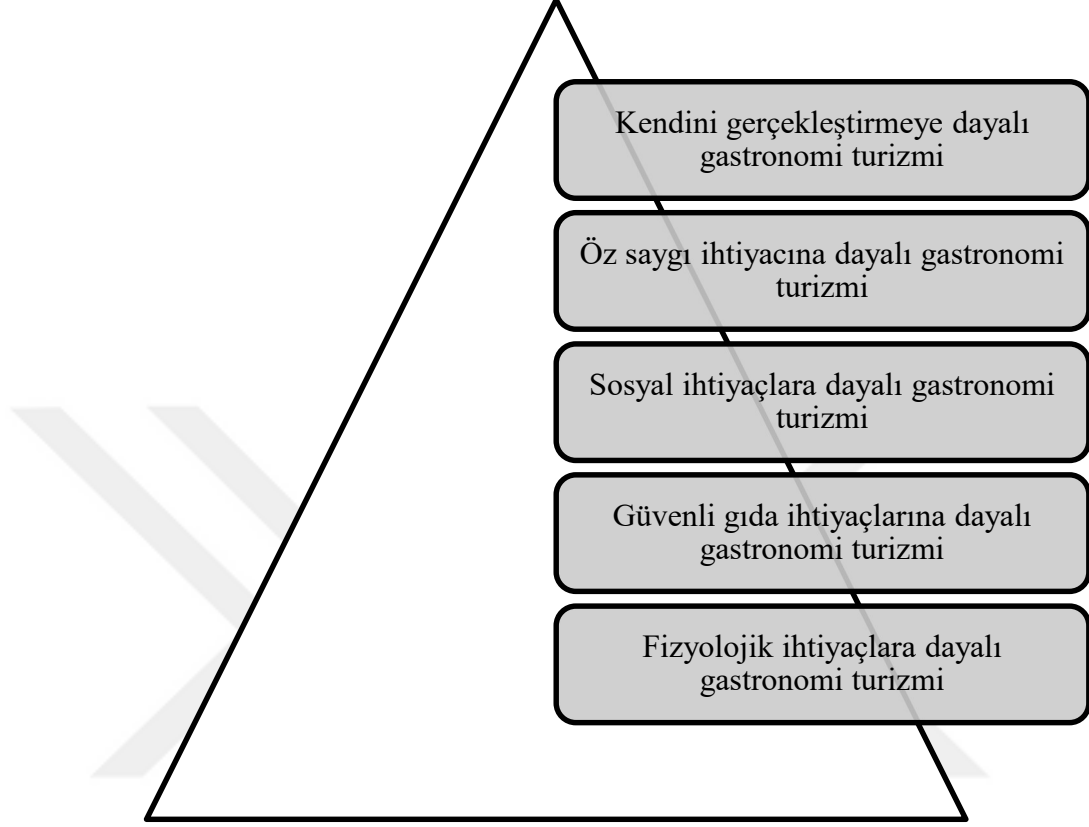 Kendini gerçekleştirmeye dayalı
gastronomi turizmi
Öz saygı ihtiyacına dayalı gastronomi
turizmi
Sosyal ihtiyaçlara dayalı gastronomi
turizmi
Güvenli gıda ihtiyaçlarına dayalı
gastronomi turizmi
Fizyolojik ihtiyaçlara dayalı
gastronomi turizmi